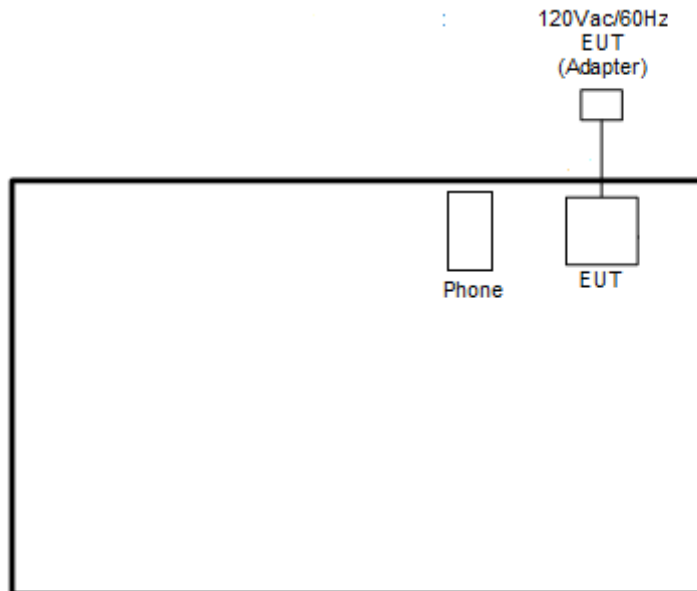 :
120Vac/60Hz
EUT
(Adapter)
Phone
EUT